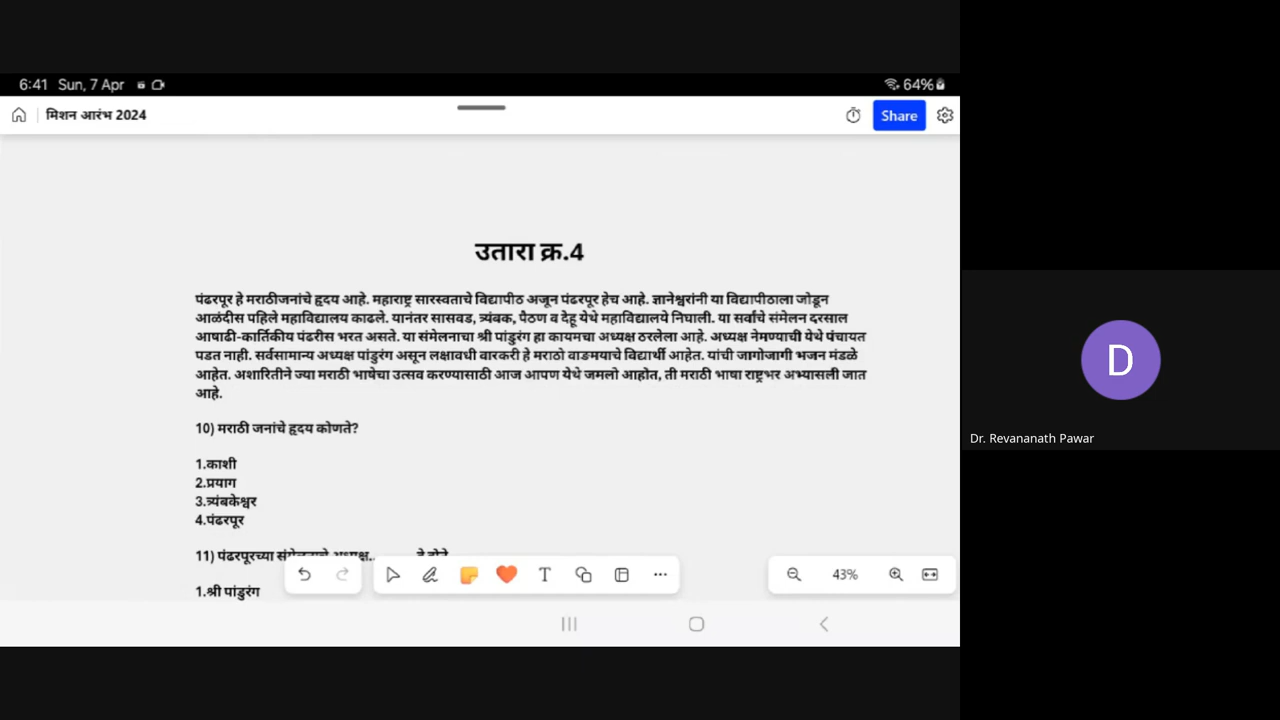 6:41 Sun, 7 Apr 64%
मिशन आरंभ 2024 Share
उतारा क्र.4
पंढरपूर हे मराठीजनांचे हृदय आहे. महाराष्ट्र सारस्वताचे विद्यापीठ अजून पंढरपूर हेच आहे. ज्ञानेश्वरांनी या विद्यापीठाला जोडून
आळंदीस पहिले महाविद्यालय काढले. यानंतर सासवड, त्र्यंबक, पैठण व देहू येथे महाविद्यालये निघाली. या सर्वांचे संमेलन दरसाल
आषाढी-कार्तिकीय पंढरीस भरत असते. या संमेलनाचा श्री पांडुरंग हा कायमचा अध्यक्ष ठरलेला आहे. अध्यक्ष नेमण्याची येथे पंचायत
पडत नाही. सर्वसामान्य अध्यक्ष पांडुरंग असून लक्षावधी वारकरी हे मराठो वाङमयाचे विद्यार्थी आहेत. यांची जागोजागी भजन मंडळे
आहेत. अशारितीने ज्या मराठी भाषेचा उत्सव करण्यासाठी आज आपण येथे जमलो आहोत, ती मराठी भाषा राष्ट्रभर अभ्यासली जात
आहे.
10) मराठी जनांचे हृदय कोणते?
1.काशी
2.प्रयाग
3.त्र्यंबकेश्वर
4.पंढरपूर
11) पंढरपूरच्या संमेलनाचे अध्यक्ष.. हे होते
1.श्री पांडुरंग
43%
D
Dr. Revananath Pawar